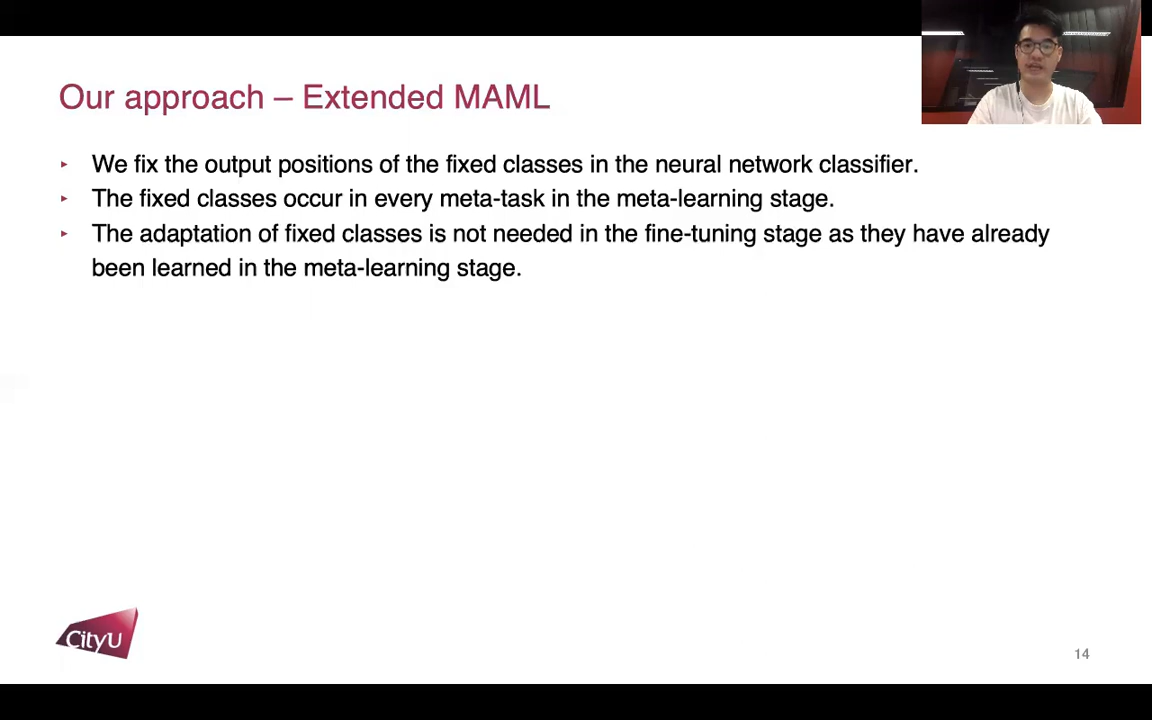 Our approach – Extended MAML
‣ We fix the output positions of the fixed classes in the neural network classifier.
‣ The fixed classes occur in every meta-task in the meta-learning stage.
‣ The adaptation of fixed classes is not needed in the fine-tuning stage as they have already
been learned in the meta-learning stage.
CityU
14